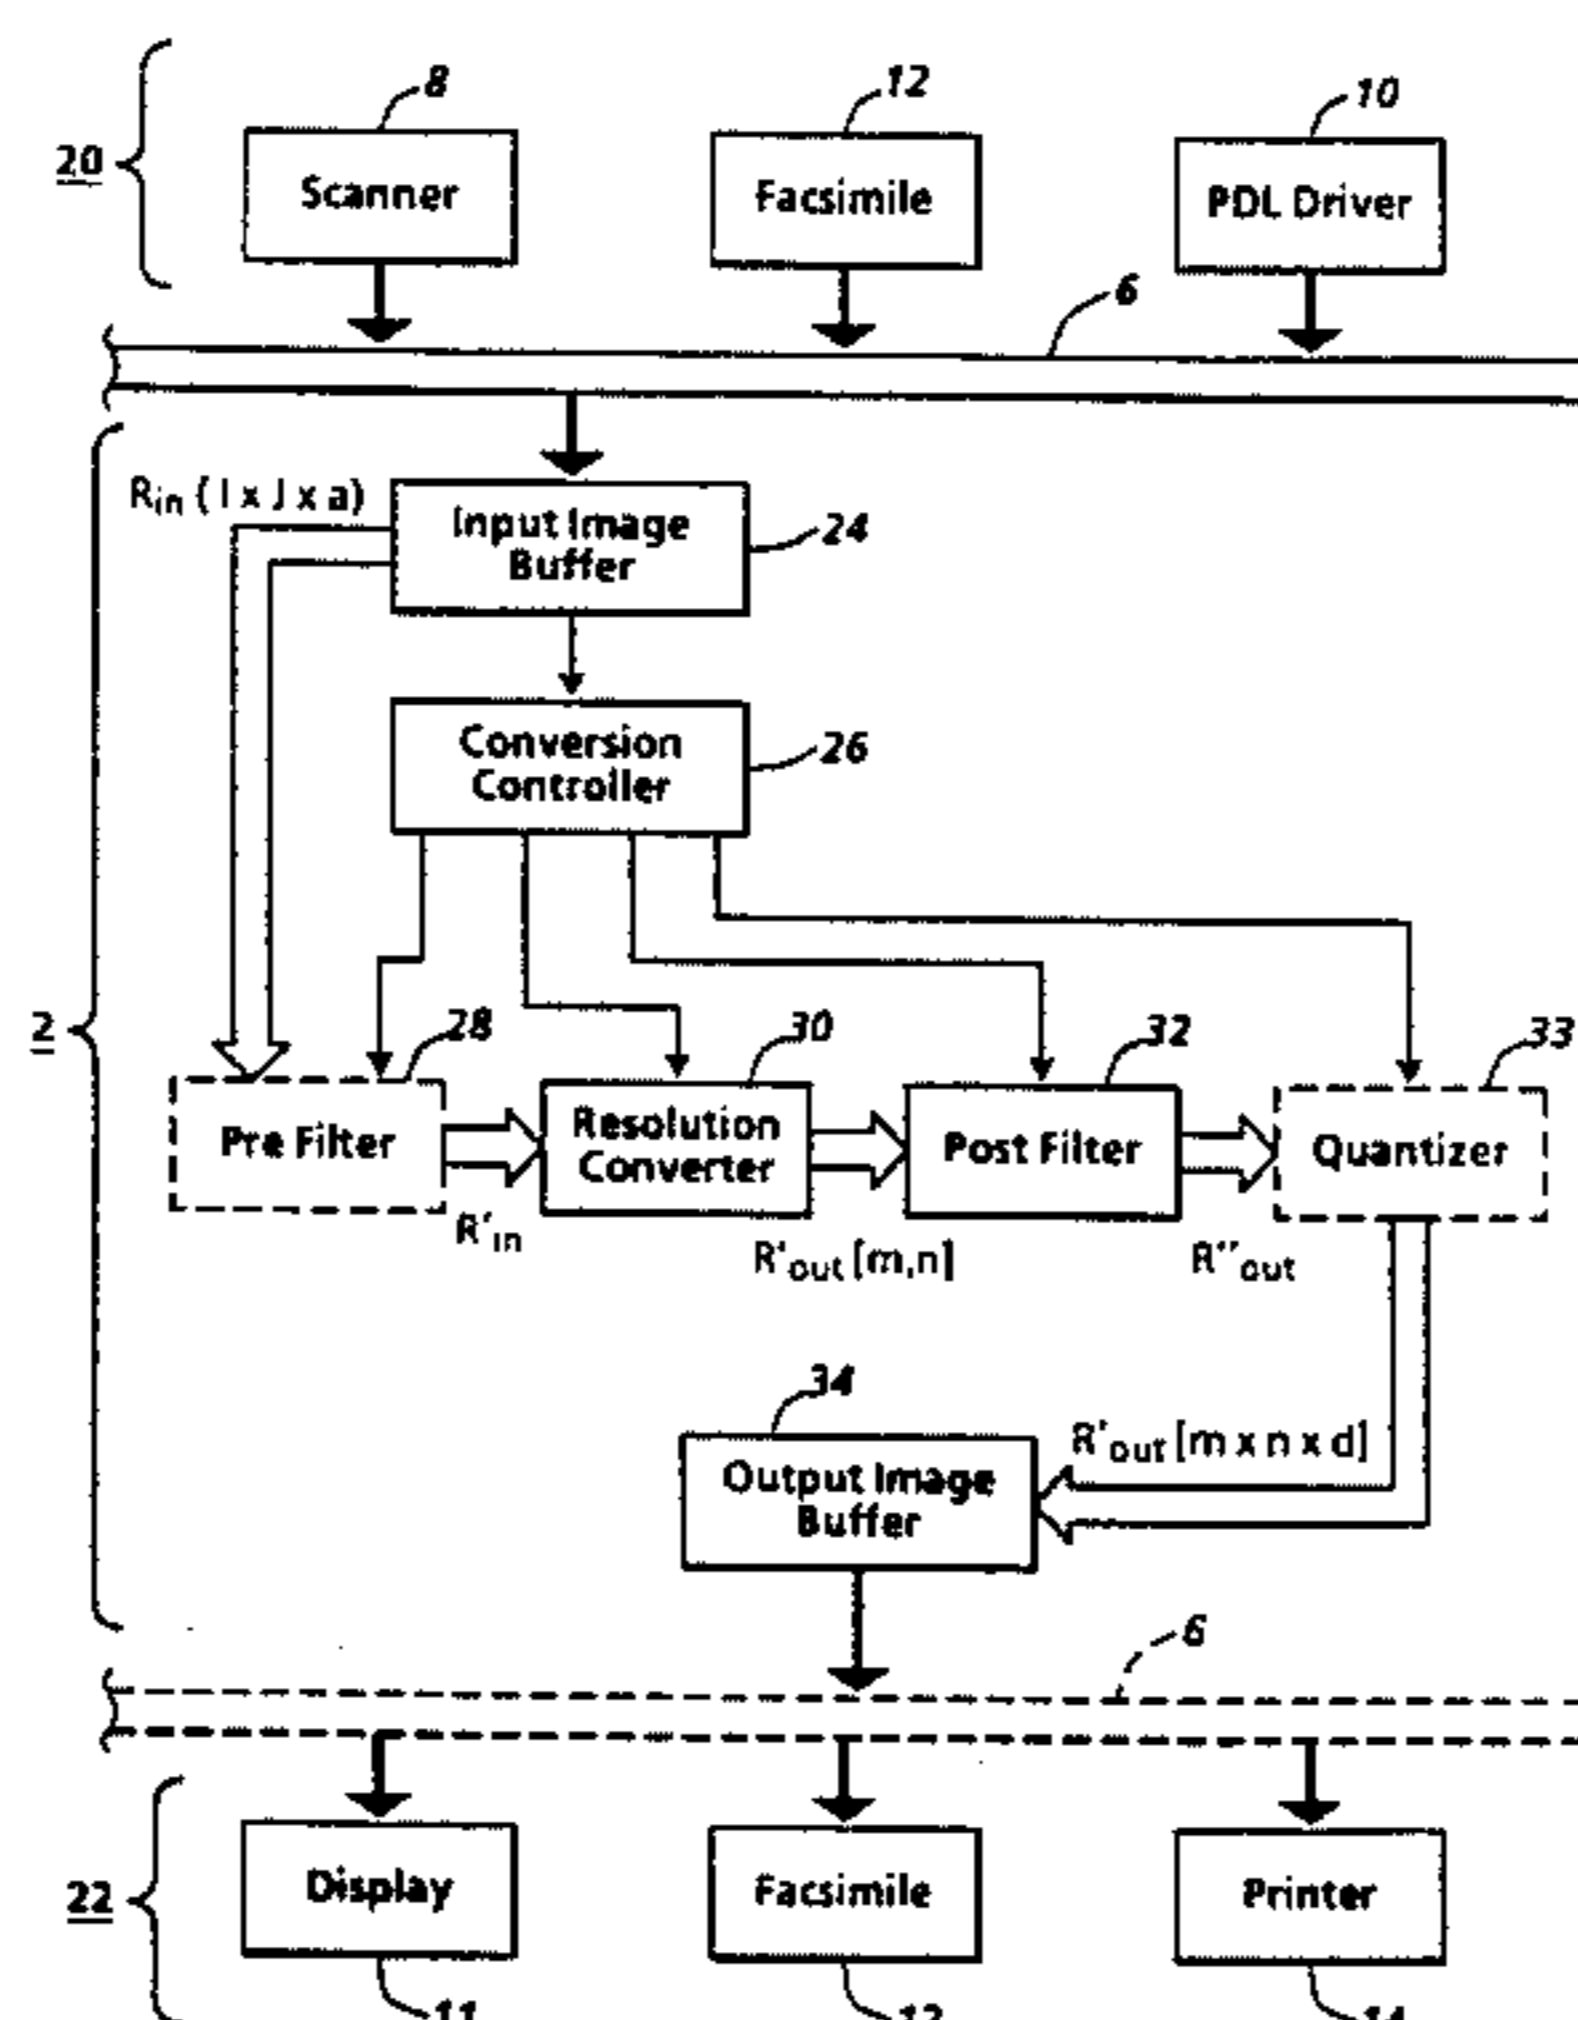 8
12
10
20
Scanner
Facsimile
PDL Driver
6
Rin ( I x J x a)
Input Image
Buffer
24
Conversion
Controller
26
2
28
30
32
33
Pre Filter
Resolution
Converter
Post Filter
Quantizer
R'in
R'out [m,n]
R''out
34
R'out [m x n x d]
Output Image
Buffer
6
22
Display
Facsimile
Printer
11